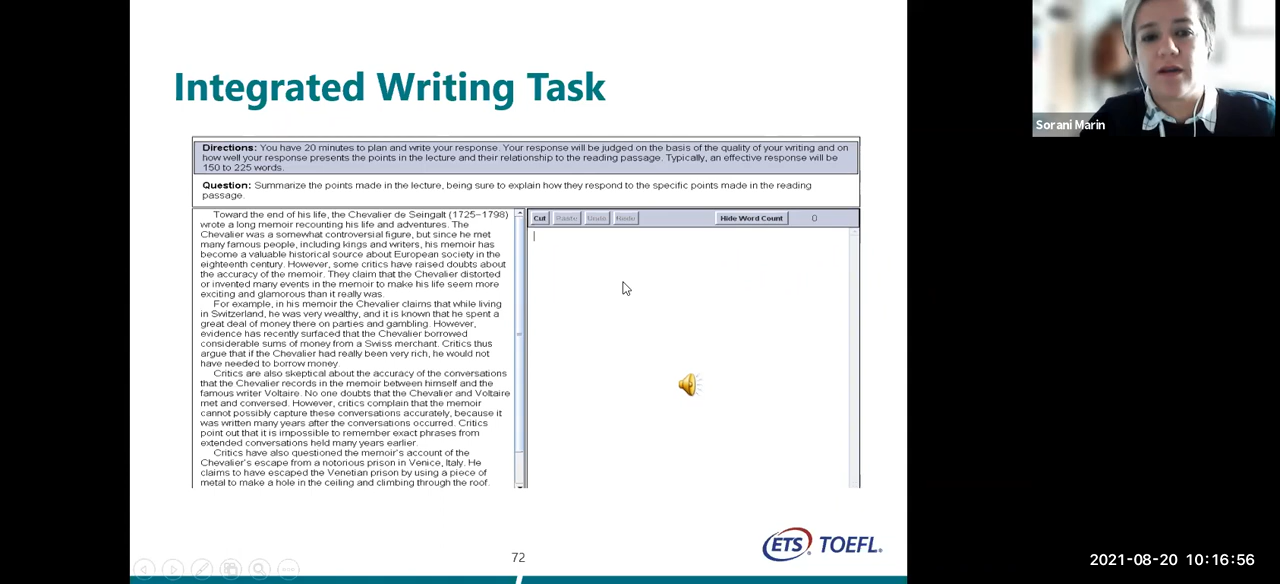 Integrated Writing Task
Directions: You have 20 minutes to plan and write your response. Your response will be judged on the basis of the quality of your writing and on
how well your response presents the points in the lecture and their relationship to the reading passage. Typically, an effective response will be
150 to 225 words.
Question: Summarize the points made in the lecture, being sure to explain how they respond to the specific points made in the reading
passage.
Toward the end of his life, the Chevalier de Seingalt (1725–1798)
wrote a long memoir recounting his life and adventures. The
Chevalier was a somewhat controversial figure, but since he met
many famous people, including kings and writers, his memoir has
become a valuable historical source about European society in the
eighteenth century. However, some critics have raised doubts about
the accuracy of the memoir. They claim that the Chevalier distorted
or invented many events in the memoir to make his life seem more
exciting and glamorous than it really was.
For example, in his memoir the Chevalier claims that while living
in Switzerland, he was very wealthy, and it is known that he spent a
great deal of money there on parties and gambling. However,
evidence has recently surfaced that the Chevalier borrowed
considerable sums of money from a Swiss merchant. Critics thus
argue that if the Chevalier had really been very rich, he would not
have needed to borrow money.
Critics are also skeptical about the accuracy of the conversations
that the Chevalier records in the memoir between himself and the
famous writer Voltaire. No one doubts that the Chevalier and Voltaire
met and conversed. However, critics complain that the memoir
cannot possibly capture these conversations accurately, because it
was written many years after the conversations occurred. Critics
point out that it is impossible to remember exact phrases from
extended conversations held many years earlier.
Critics have also questioned the memoir's account of the
Chevalier's escape from a notorious prison in Venice, Italy. He
claims to have escaped the Venetian prison by using a piece of
metal to make a hole in the ceiling and climbing through the roof.
Cut Paste Undo Redo Hide Word Count 0
Sorani Marin
72
ETS TOEFL.
2021-08-20 10:16:56